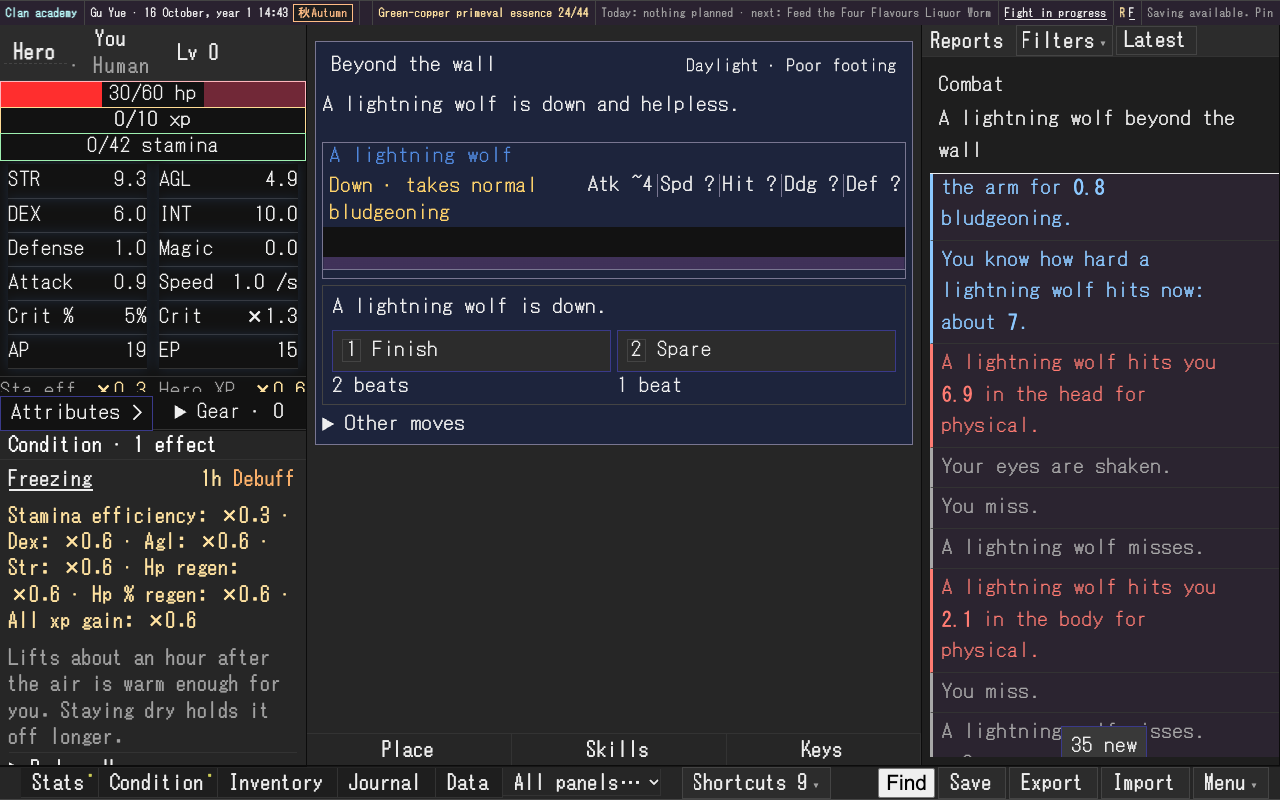 Clan academy Gu Yue · 16 October, year 1 14:43 秋Autumn Green-copper primeval essence 24/44 Today: nothing planned · next: Feed the Four Flavours Liquor Worm Fight in progress R F Saving available. Pin
Hero · You Human Lv 0
30/60 hp
0/10 xp
0/42 stamina
STR 9.3 AGL 4.9
DEX 6.0 INT 10.0
Defense 1.0 Magic 0.0
Attack 0.9 Speed 1.0 /s
Crit % 5% Crit ×1.3
AP 19 EP 15
Sta eff ×0.3 Hero XP ×0.6
Attributes > ▶ Gear · 0
Condition · 1 effect
Freezing 1h Debuff
Stamina efficiency: ×0.3 ·
Dex: ×0.6 · Agl: ×0.6 ·
Str: ×0.6 · Hp regen:
×0.6 · Hp % regen: ×0.6 ·
All xp gain: ×0.6
Lifts about an hour after
the air is warm enough for
you. Staying dry holds it
off longer.
Beyond the wall Daylight · Poor footing
A lightning wolf is down and helpless.
A lightning wolf
Down · takes normal
bludgeoning
Atk ~4 Spd ? Hit ? Ddg ? Def ?
A lightning wolf is down.
1 Finish 2 Spare
2 beats 1 beat
▶ Other moves
Place Skills Keys
Reports Filters Latest
Combat
A lightning wolf beyond the
wall
the arm for 0.8
bludgeoning.
You know how hard a
lightning wolf hits now:
about 7.
A lightning wolf hits you
6.9 in the head for
physical.
Your eyes are shaken.
You miss.
A lightning wolf misses.
A lightning wolf hits you
2.1 in the body for
physical.
You miss.
A lightning wolf misses.
35 new
Stats Condition Inventory Journal Data All panels… Shortcuts 9 Find Save Export Import Menu